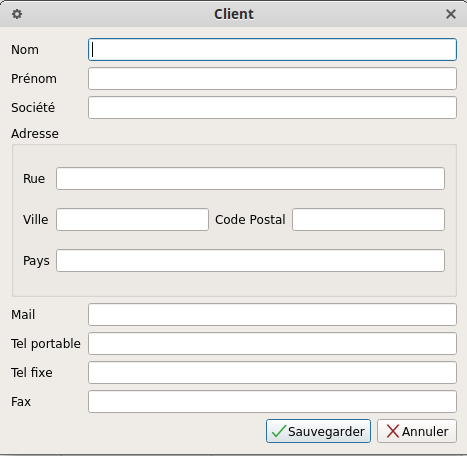 Client
Nom
Prénom
Société
Adresse
Rue
Ville Code Postal
Pays
Mail
Tel portable
Tel fixe
Fax
Sauvegarder Annuler